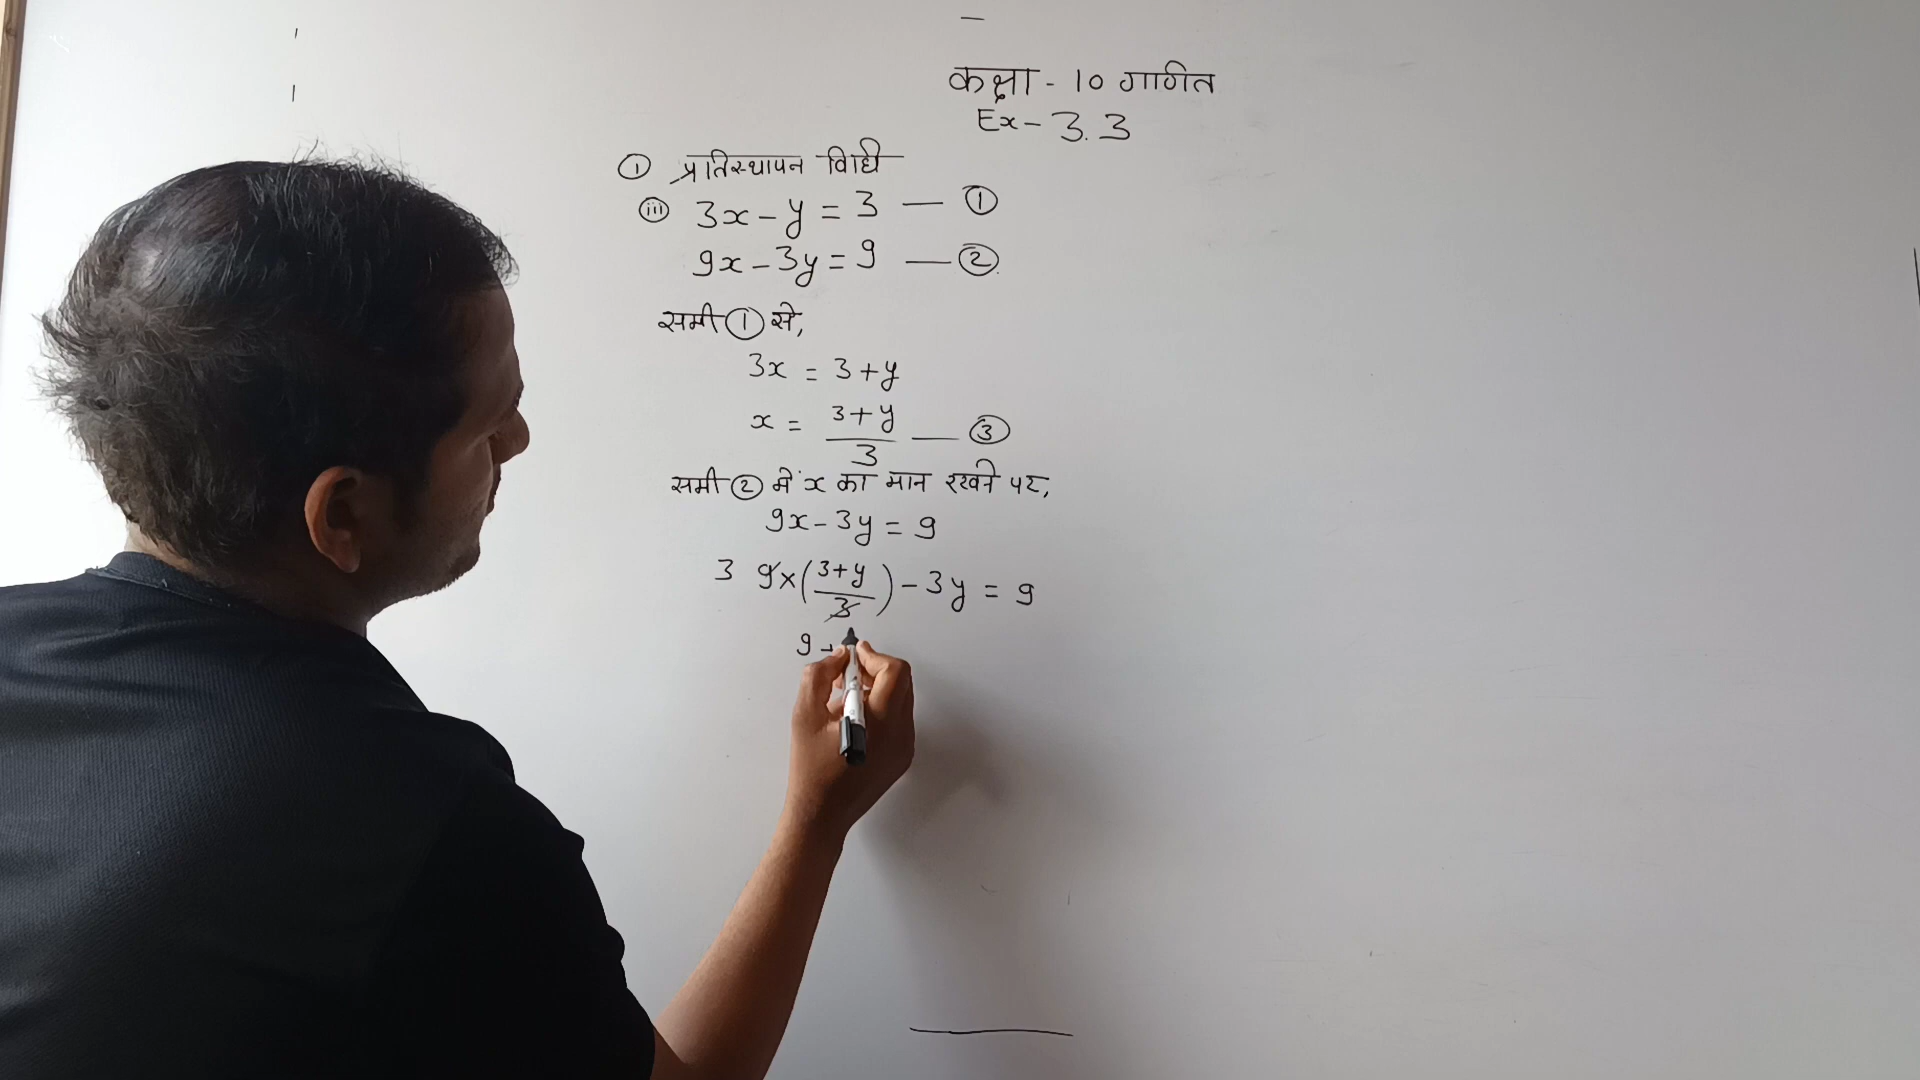 कक्षा - 10 गणित
Ex - 3.3
① प्रतिस्थापन विधि
(iii) 3x - y = 3 — ①
9x - 3y = 9 — ②
समी ① से,
3x = 3 + y
x = \frac{3+y}{3} — ③
समी ② में x का मान रखने पर,
9x - 3y = 9
3 9×(\frac{3+y}{3}) - 3y = 9
9 +